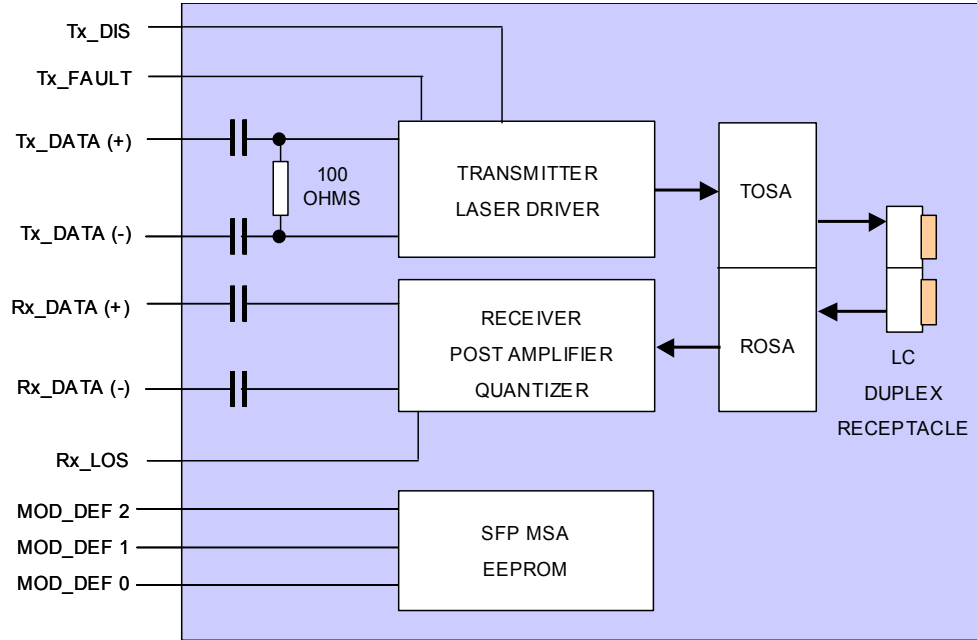 Tx_DIS
Tx_FAULT
Tx_DATA (+)
100
OHMS
Tx_DATA (-)
TRANSMITTER
LASER DRIVER
TOSA
Rx_DATA (+)
Rx_DATA (-)
RECEIVER
POST AMPLIFIER
QUANTIZER
ROSA
LC
DUPLEX
RECEPTACLE
Rx_LOS
MOD_DEF 2
MOD_DEF 1
MOD_DEF 0
SFP MSA
EEPROM